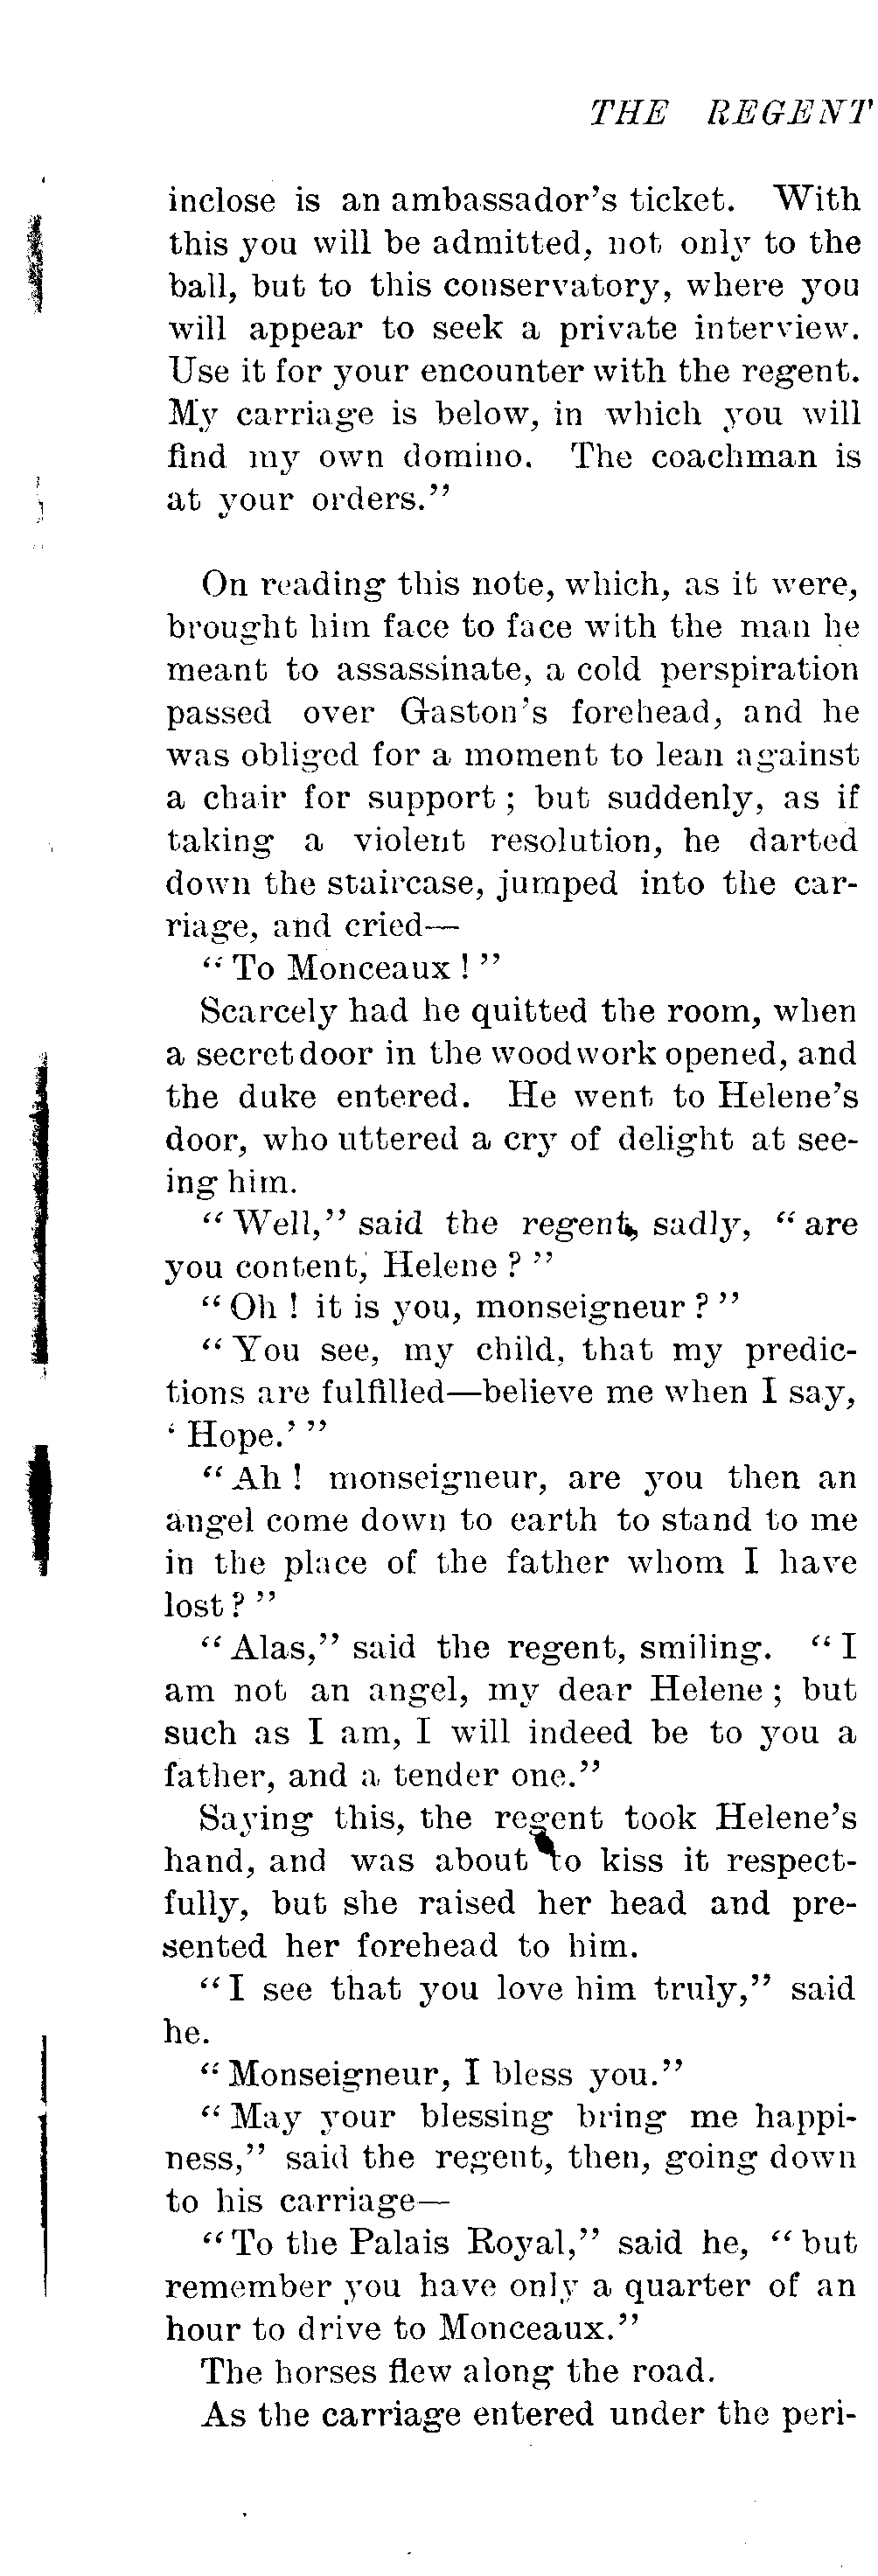 THE REGENT
inclose is an ambassador's ticket. With
this you will be admitted, not only to the
ball, but to this conservatory, where you
will appear to seek a private interview.
Use it for your encounter with the regent.
My carriage is below, in which you will
find my own domino. The coachman is
at your orders."
On reading this note, which, as it were,
brought him face to face with the man he
meant to assassinate, a cold perspiration
passed over Gaston's forehead, and he
was obliged for a moment to lean against
a chair for support ; but suddenly, as if
taking a violent resolution, he darted
down the staircase, jumped into the car-
riage, and cried—
" To Monceaux ! "
Scarcely had he quitted the room, when
a secret door in the woodwork opened, and
the duke entered. He went to Helene's
door, who uttered a cry of delight at see-
ing him.
" Well," said the regent, sadly, " are
you content, Helene ? "
" Oh ! it is you, monseigneur ? "
" You see, my child, that my predic-
tions are fulfilled—believe me when I say,
' Hope.' "
" Ah ! monseigneur, are you then an
angel come down to earth to stand to me
in the place of the father whom I have
lost ? "
" Alas," said the regent, smiling. " I
am not an angel, my dear Helene ; but
such as I am, I will indeed be to you a
father, and a tender one."
Saying this, the regent took Helene's
hand, and was about to kiss it respect-
fully, but she raised her head and pre-
sented her forehead to him.
" I see that you love him truly," said
he.
" Monseigneur, I bless you."
" May your blessing bring me happi-
ness," said the regent, then, going down
to his carriage—
" To the Palais Royal," said he, " but
remember you have only a quarter of an
hour to drive to Monceaux."
The horses flew along the road.
As the carriage entered under the peri-